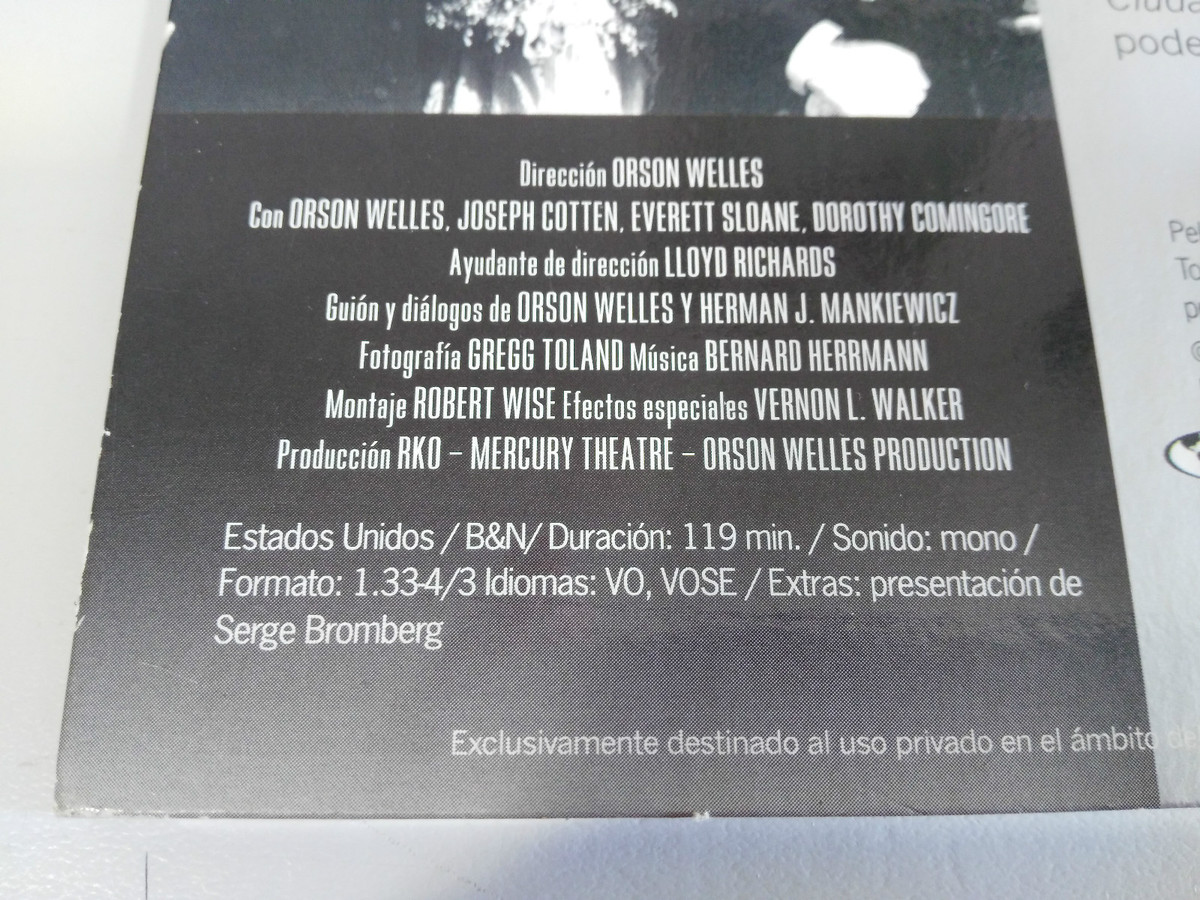 pode
Dirección ORSON WELLES
Con ORSON WELLES, JOSEPH COTTEN, EVERETT SLOANE, DOROTHY COMINGORE
Ayudante de dirección LLOYD RICHARDS
Guión y diálogos de ORSON WELLES Y HERMAN J. MANKIEWICZ
Fotografía GREGG TOLAND Música BERNARD HERRMANN
Montaje ROBERT WISE Efectos especiales VERNON L. WALKER
Producción RKO – MERCURY THEATRE – ORSON WELLES PRODUCTION
Estados Unidos / B&N/ Duración: 119 min. / Sonido: mono /
Formato: 1.33-4/3 Idiomas: VO, VOSE / Extras: presentación de
Serge Bromberg
Exclusivamente destinado al uso privado en el ámbito del